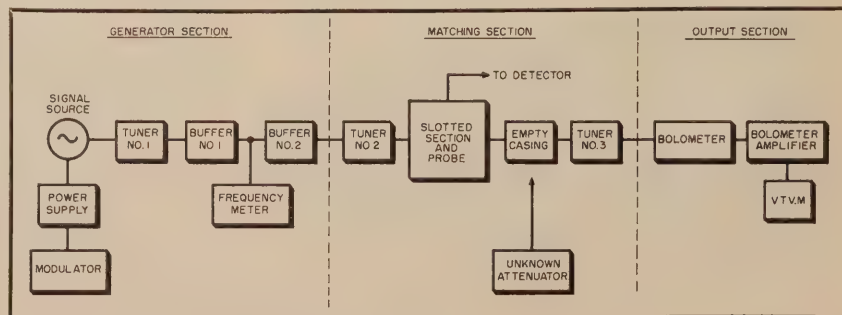 GENERATOR SECTION
MATCHING SECTION
OUTPUT SECTION
SIGNAL
SOURCE
TO DETECTOR
TUNER
NO. 1
BUFFER
NO 1
BUFFER
NO. 2
TUNER
NO 2
SLOTTED
SECTION
AND
PROBE
EMPTY
CASING
TUNER
NO. 3
BOLOMETER
BOLOMETER
AMPLIFIER
POWER
SUPPLY
FREQUENCY
METER
V T V. M
MODULATOR
UNKNOWN
ATTENUATOR